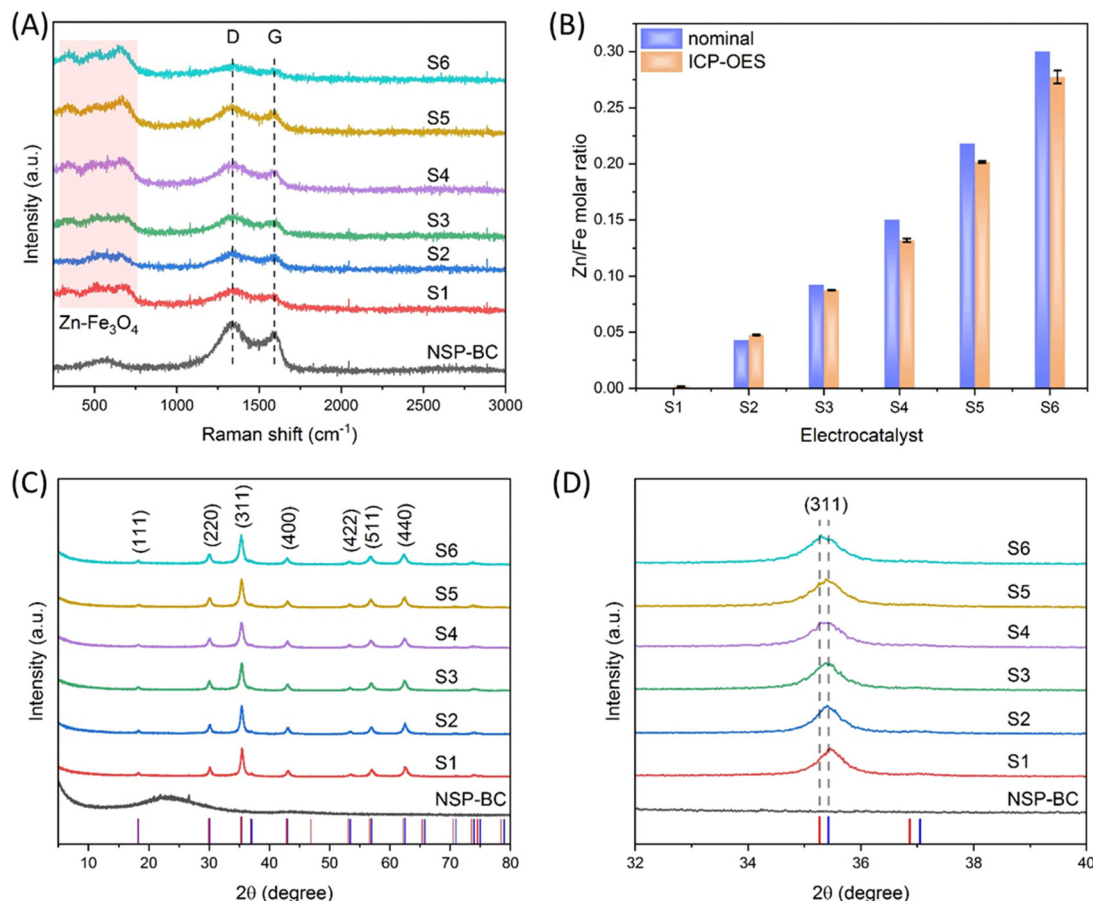 (A)
D
G
S6
S5
S4
S3
S2
S1
Zn-Fe₃O₄
NSP-BC
Intensity (a.u.)
500 1000 1500 2000 2500 3000
Raman shift (cm⁻¹)
(B)
nominal
ICP-OES
Zn/Fe molar ratio
0.30
0.25
0.20
0.15
0.10
0.05
0.00
S1 S2 S3 S4 S5 S6
Electrocatalyst
(C)
(111) (220) (311) (400) (422) (511) (440)
S6
S5
S4
S3
S2
S1
NSP-BC
Intensity (a.u.)
10 20 30 40 50 60 70 80
2θ (degree)
(D)
(311)
S6
S5
S4
S3
S2
S1
NSP-BC
Intensity (a.u.)
32 34 36 38 40
2θ (degree)